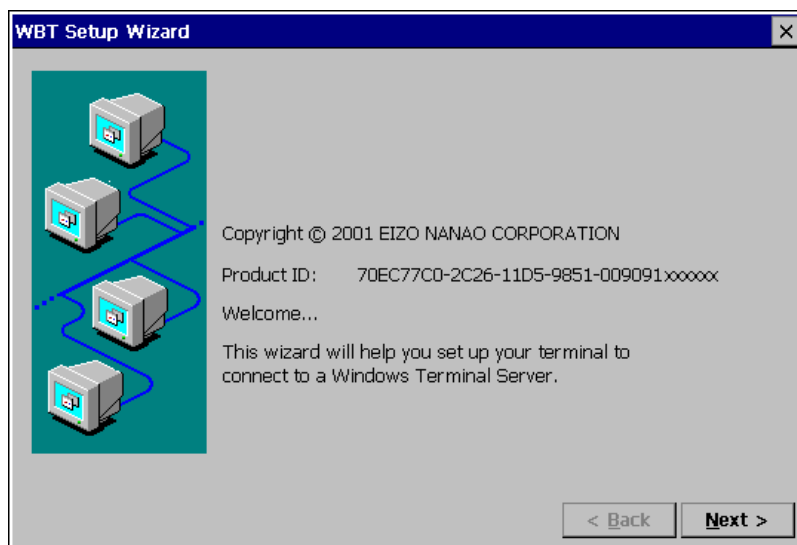 WBT Setup Wizard
Copyright © 2001 EIZO NANAO CORPORATION
Product ID: 70EC77C0-2C26-11D5-9851-009091xxxxxx
Welcome...
This wizard will help you set up your terminal to
connect to a Windows Terminal Server.
< Back Next >